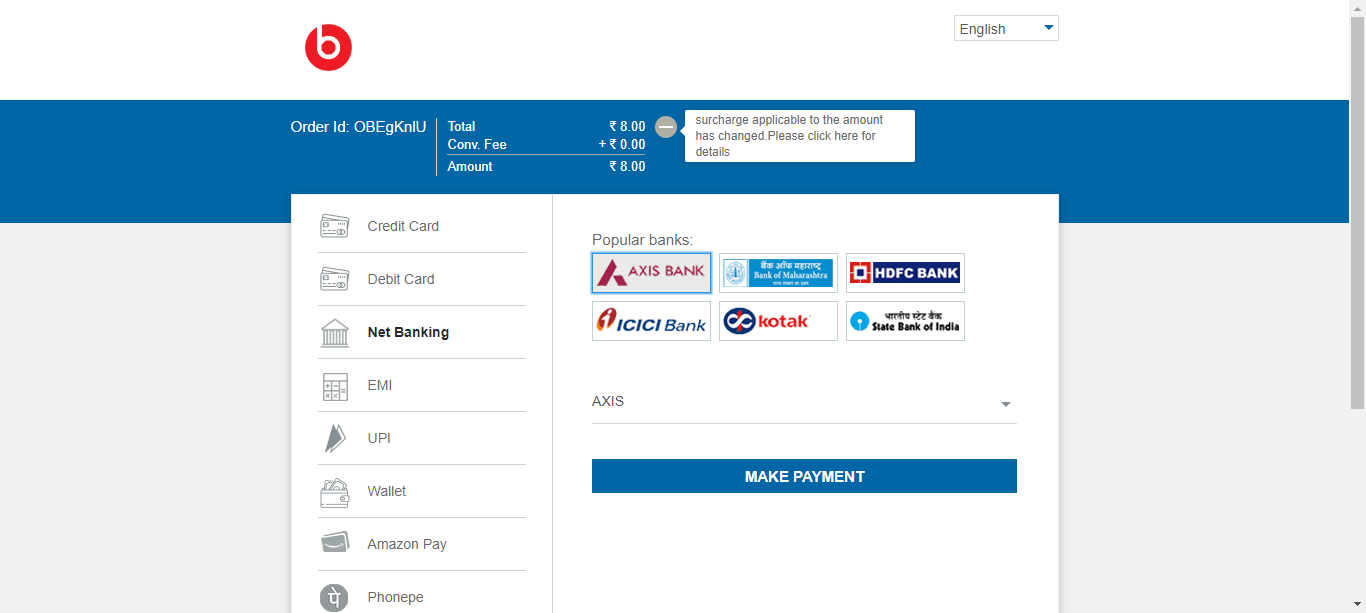 b
English
Order Id: OBEgKnlU
Total ₹ 8.00
Conv. Fee + ₹ 0.00
Amount ₹ 8.00
surcharge applicable to the amount
has changed.Please click here for
details
Credit Card
Debit Card
Net Banking
EMI
UPI
Wallet
Amazon Pay
पे
Phonepe
Popular banks:
AXIS BANK
बैंक ऑफ महाराष्ट्र
Bank of Maharashtra
HDFC BANK
ICICI Bank
kotak
भारतीय स्टेट बैंक
State Bank of India
AXIS
MAKE PAYMENT